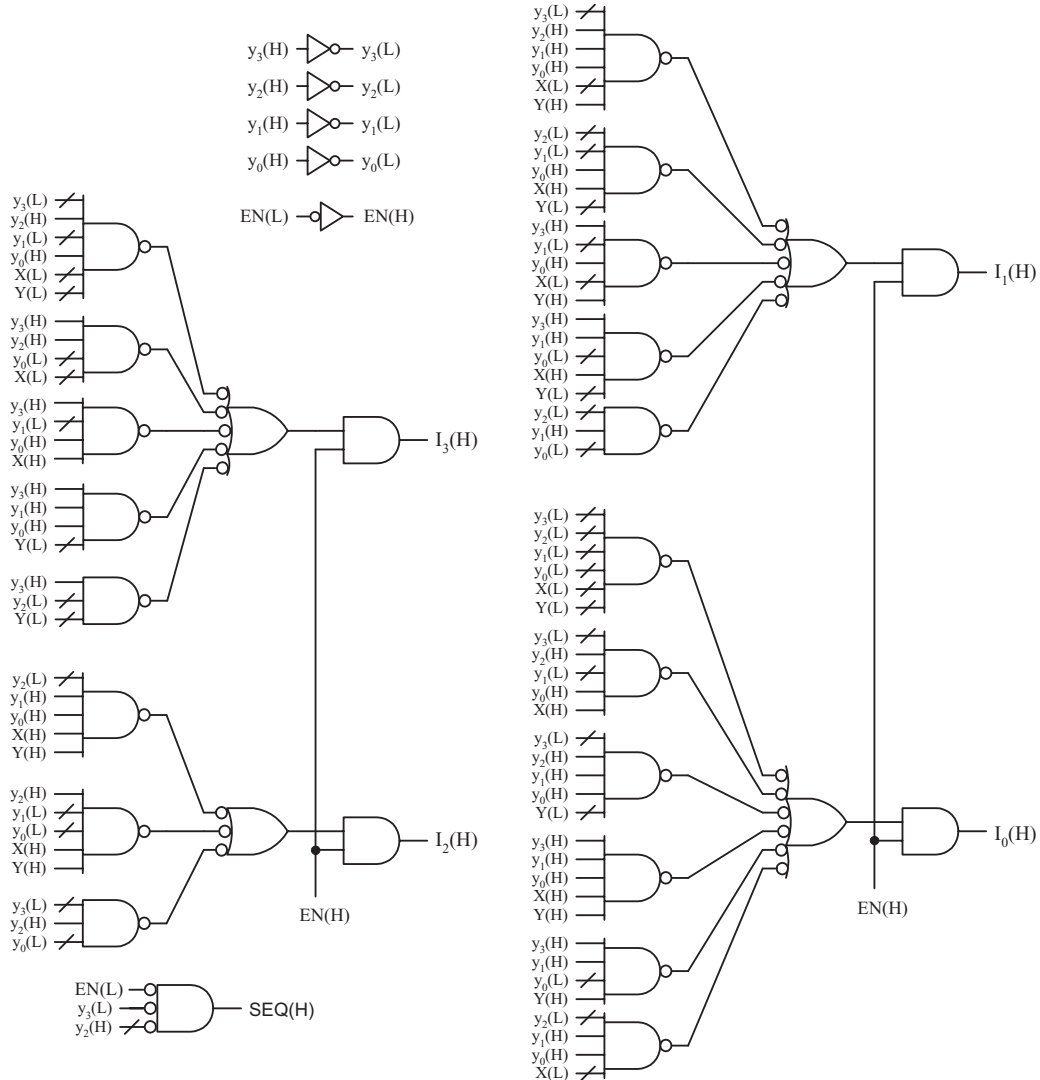 y₃(H) y₃(L)
y₂(H) y₂(L)
y₁(H) y₁(L)
y₀(H) y₀(L)
EN(L) EN(H)
y₃(L)
y₂(H)
y₁(L)
y₀(H)
X(L)
Y(L)
y₃(H)
y₂(H)
y₀(L)
X(L)
y₃(H)
y₁(L)
y₀(H)
X(H)
y₃(H)
y₁(H)
y₀(H)
Y(L)
y₃(H)
y₂(L)
Y(L)
I₃(H)
y₂(L)
y₁(H)
y₀(H)
X(H)
Y(H)
y₂(H)
y₁(L)
y₀(L)
X(H)
Y(H)
y₃(L)
y₂(H)
y₀(L)
I₂(H)
EN(H)
EN(L)
y₃(L)
y₂(H)
SEQ(H)
y₃(L)
y₂(H)
y₁(H)
y₀(H)
X(L)
Y(H)
y₂(L)
y₁(L)
y₀(H)
X(H)
Y(L)
y₃(H)
y₁(L)
y₀(H)
X(L)
Y(H)
y₃(H)
y₁(H)
y₀(L)
X(H)
Y(L)
y₂(L)
y₁(H)
y₀(L)
I₁(H)
y₃(L)
y₂(L)
y₁(L)
y₀(L)
X(L)
Y(L)
y₃(L)
y₂(H)
y₁(L)
y₀(H)
X(H)
y₃(L)
y₂(H)
y₁(H)
y₀(H)
Y(L)
y₃(H)
y₁(H)
y₀(H)
X(H)
Y(H)
y₃(H)
y₁(H)
y₀(L)
Y(H)
y₂(L)
y₁(H)
y₀(H)
X(L)
I₀(H)
EN(H)